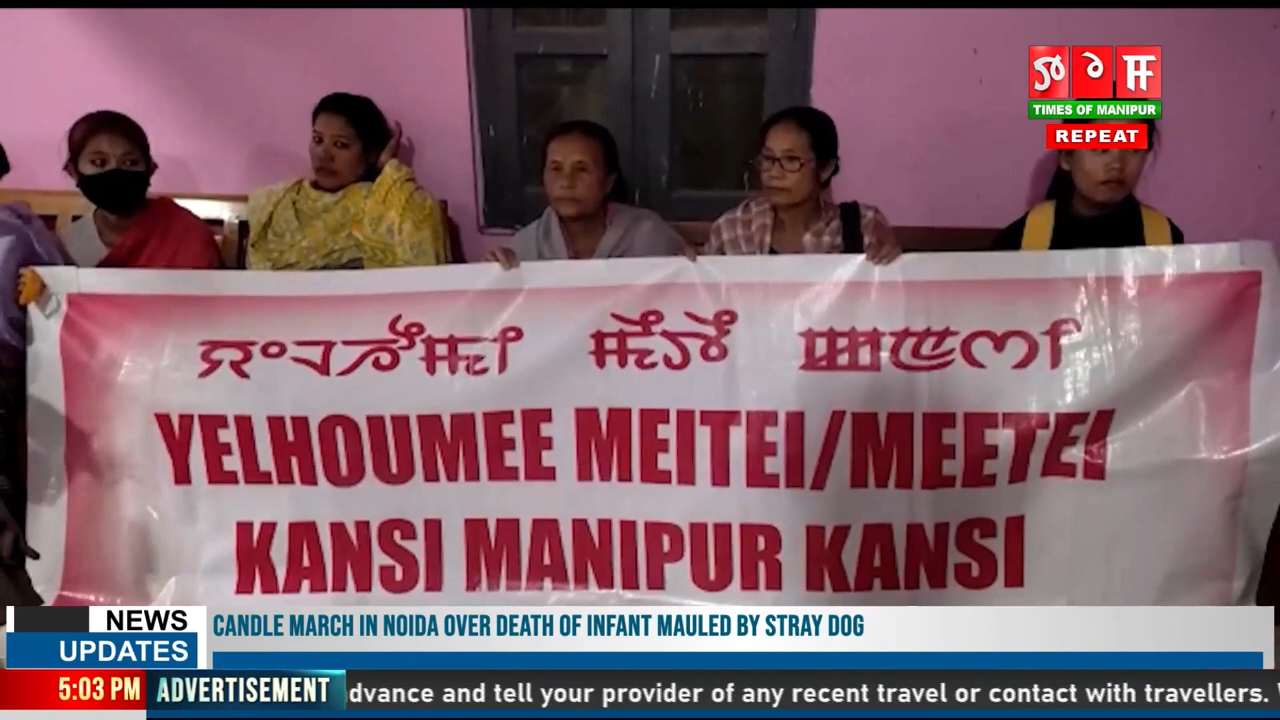 TIMES OF MANIPUR
REPEAT
YELHOUMEE MEITEI/MEETEI
KANSI MANIPUR KANSI
NEWS
UPDATES
CANDLE MARCH IN NOIDA OVER DEATH OF INFANT MAULED BY STRAY DOG
5:03 PM
ADVERTISEMENT
dvance and tell your provider of any recent travel or contact with travellers.